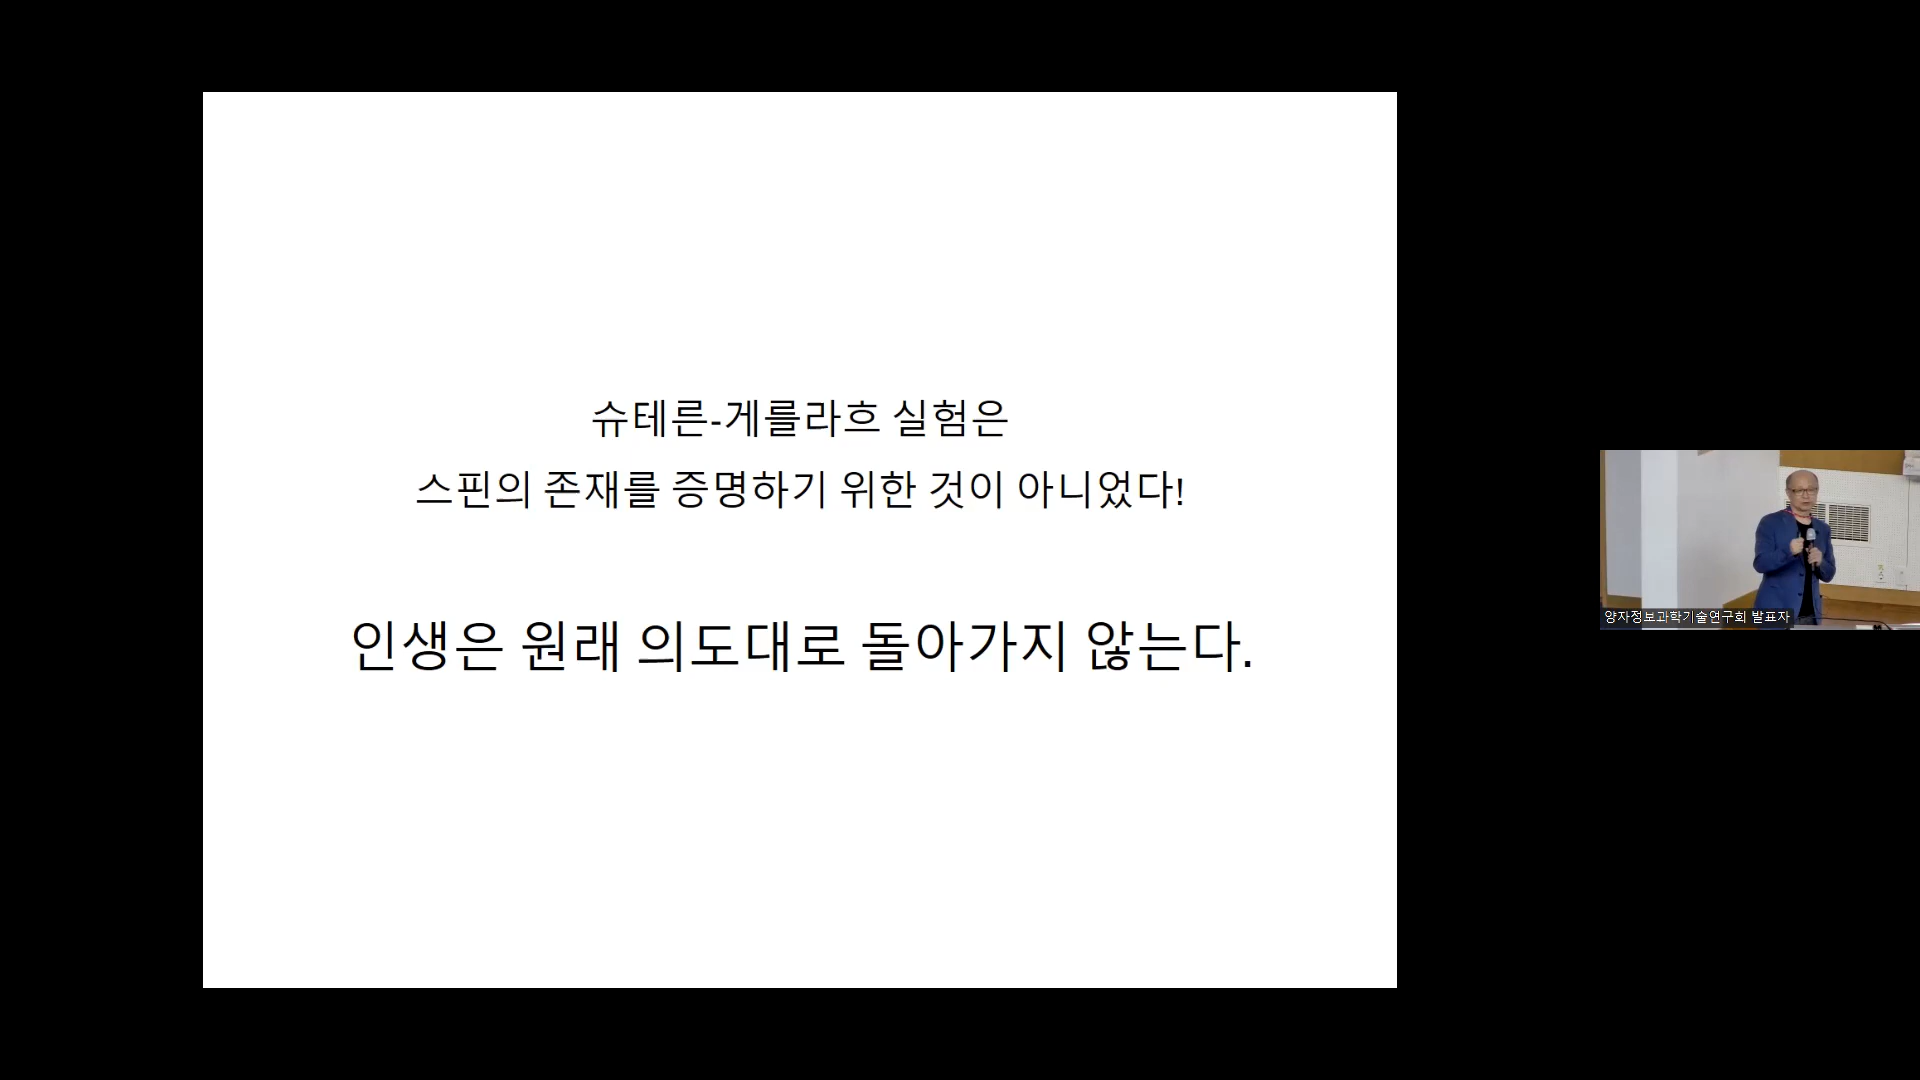 슈테른-게를라흐 실험은
스핀의 존재를 증명하기 위한 것이 아니었다!
인생은 원래 의도대로 돌아가지 않는다.
양자정보과학기술연구회 발표자